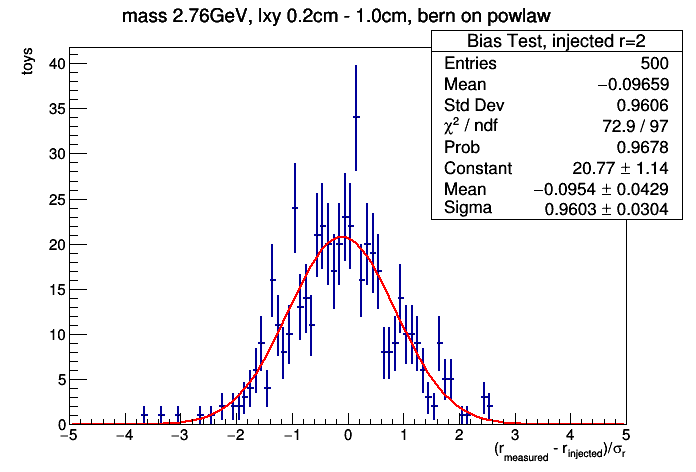 mass 2.76GeV, lxy 0.2cm - 1.0cm, bern on powlaw
Bias Test, injected r=2
Entries 500
Mean −0.09659
Std Dev 0.9606
χ² / ndf 72.9 / 97
Prob 0.9678
Constant 20.77 ± 1.14
Mean −0.0954 ± 0.0429
Sigma 0.9603 ± 0.0304
toys
40
35
30
25
20
15
10
5
0
−5 −4 −3 −2 −1 0 1 2 3 4 5
(r_measured - r_injected)/σ_r